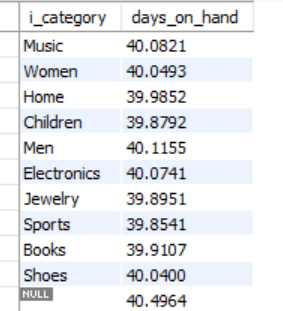 i_category days_on_hand
Music 40.0821
Women 40.0493
Home 39.9852
Children 39.8792
Men 40.1155
Electronics 40.0741
Jewelry 39.8951
Sports 39.8541
Books 39.9107
Shoes 40.0400
NULL 40.4964